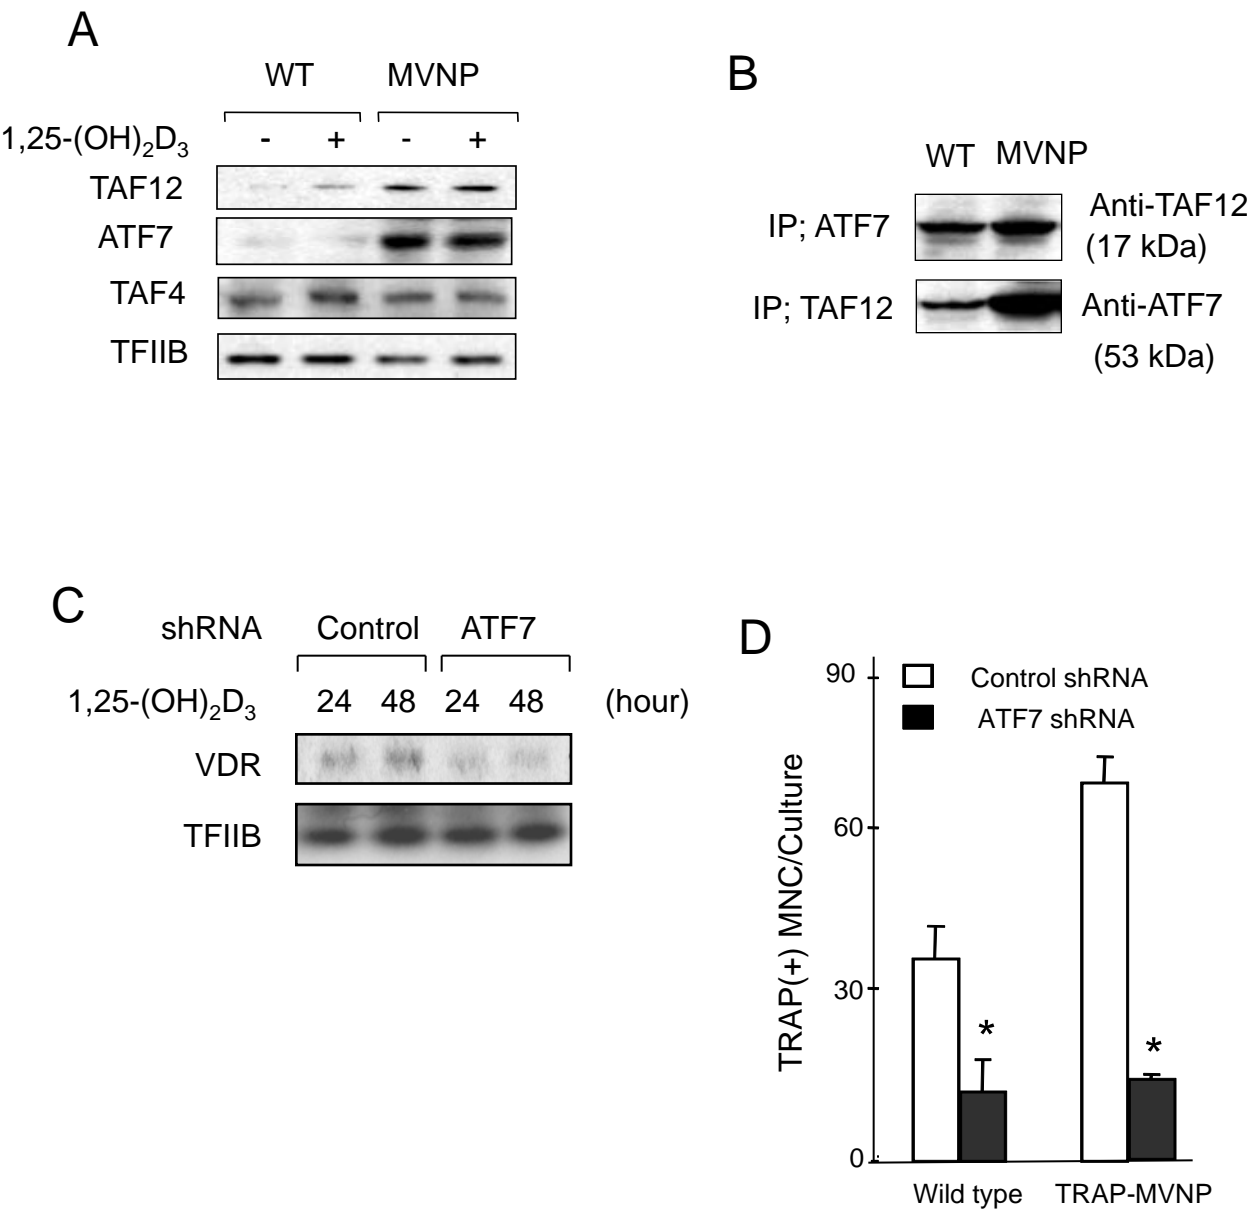 A
WT MVNP
1,25-(OH)₂D₃ - + - +
TAF12
ATF7
TAF4
TFIIB
B
WT MVNP
IP; ATF7 Anti-TAF12
(17 kDa)
IP; TAF12 Anti-ATF7
(53 kDa)
C
shRNA Control ATF7
1,25-(OH)₂D₃ 24 48 24 48 (hour)
VDR
TFIIB
D
Control shRNA
ATF7 shRNA
TRAP(+) MNC/Culture
90
60
30
0
*
*
Wild type TRAP-MVNP